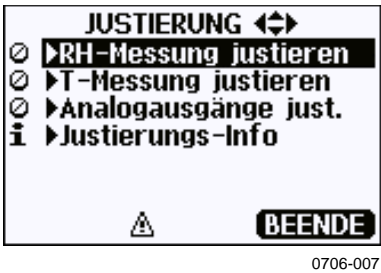 JUSTIERUNG
RH-Messung justieren
T-Messung justieren
Analogausgänge just.
Justierungs-Info
BEENDE
0706-007